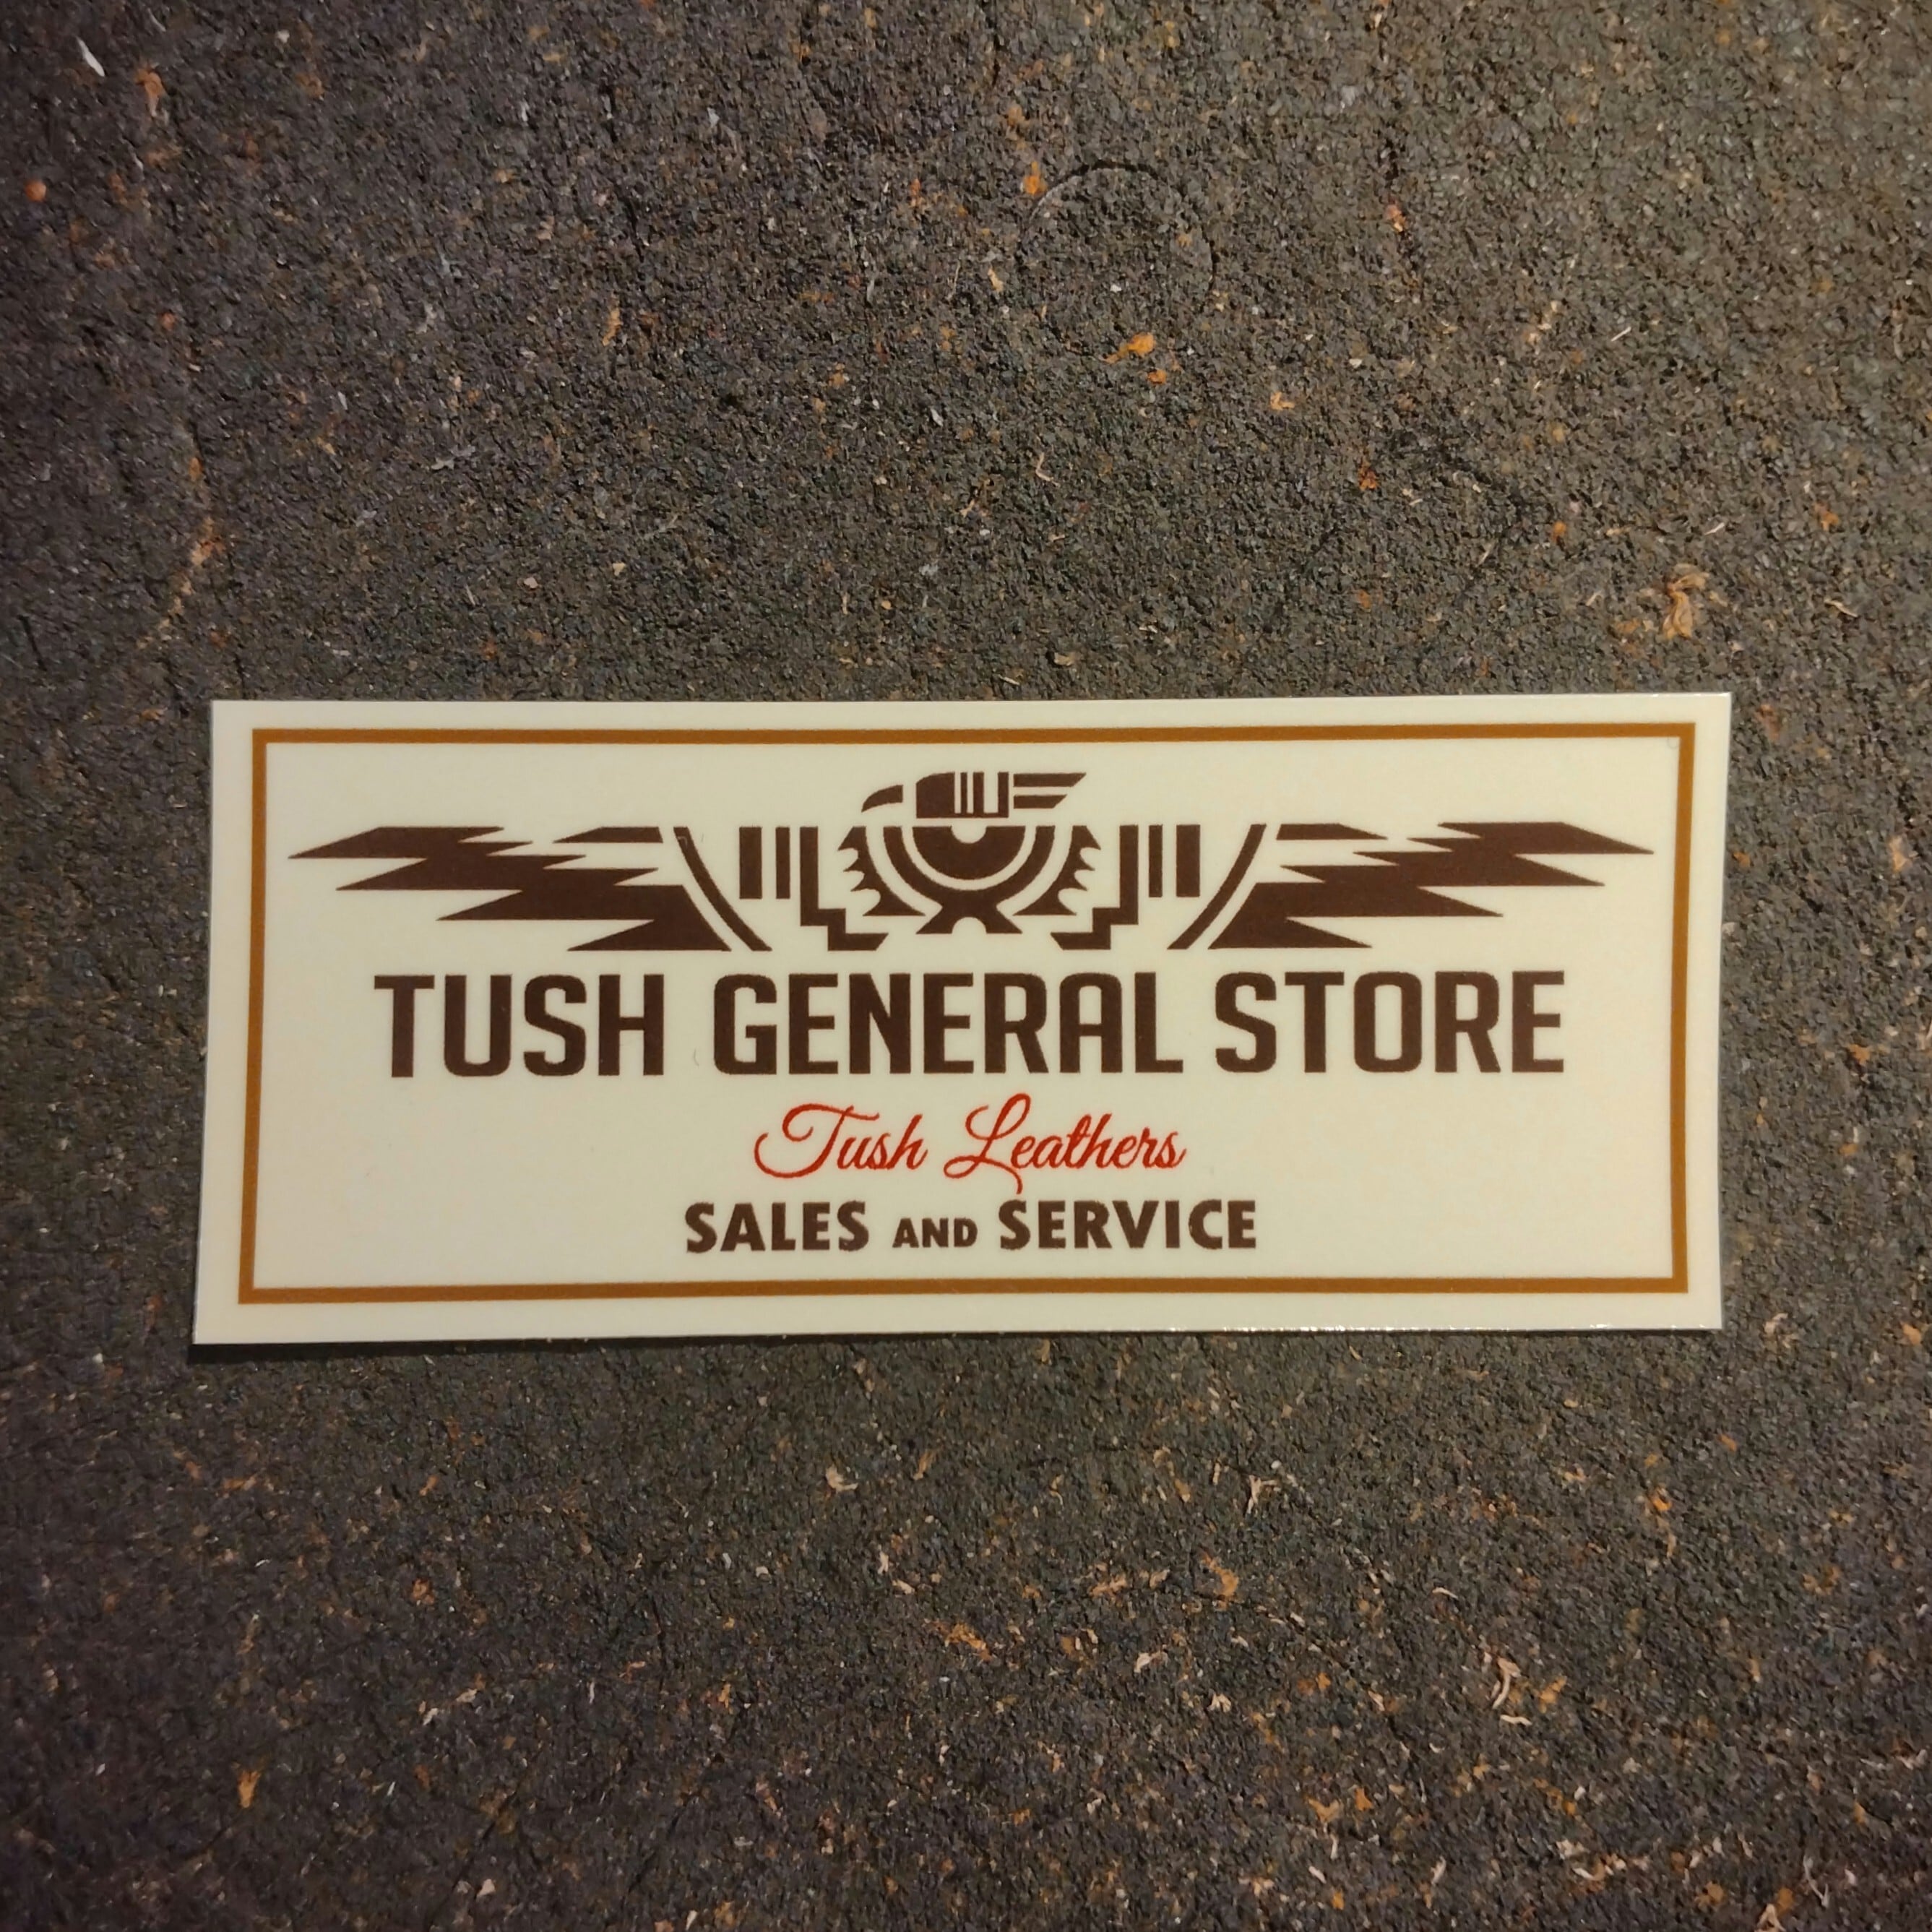 TUSH GENERAL STORE
Tush Leathers
SALES AND SERVICE